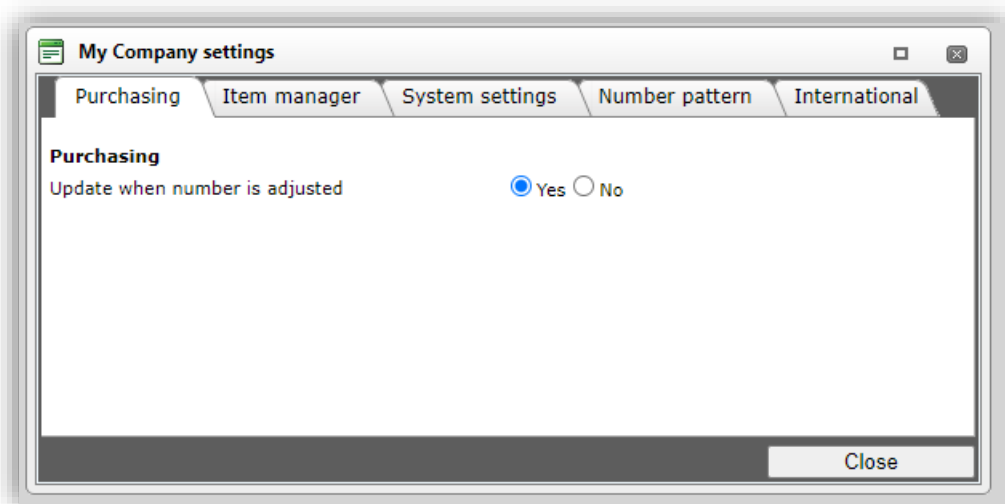 My Company settings
Purchasing Item manager System settings Number pattern International
Purchasing
Update when number is adjusted Yes No
Close